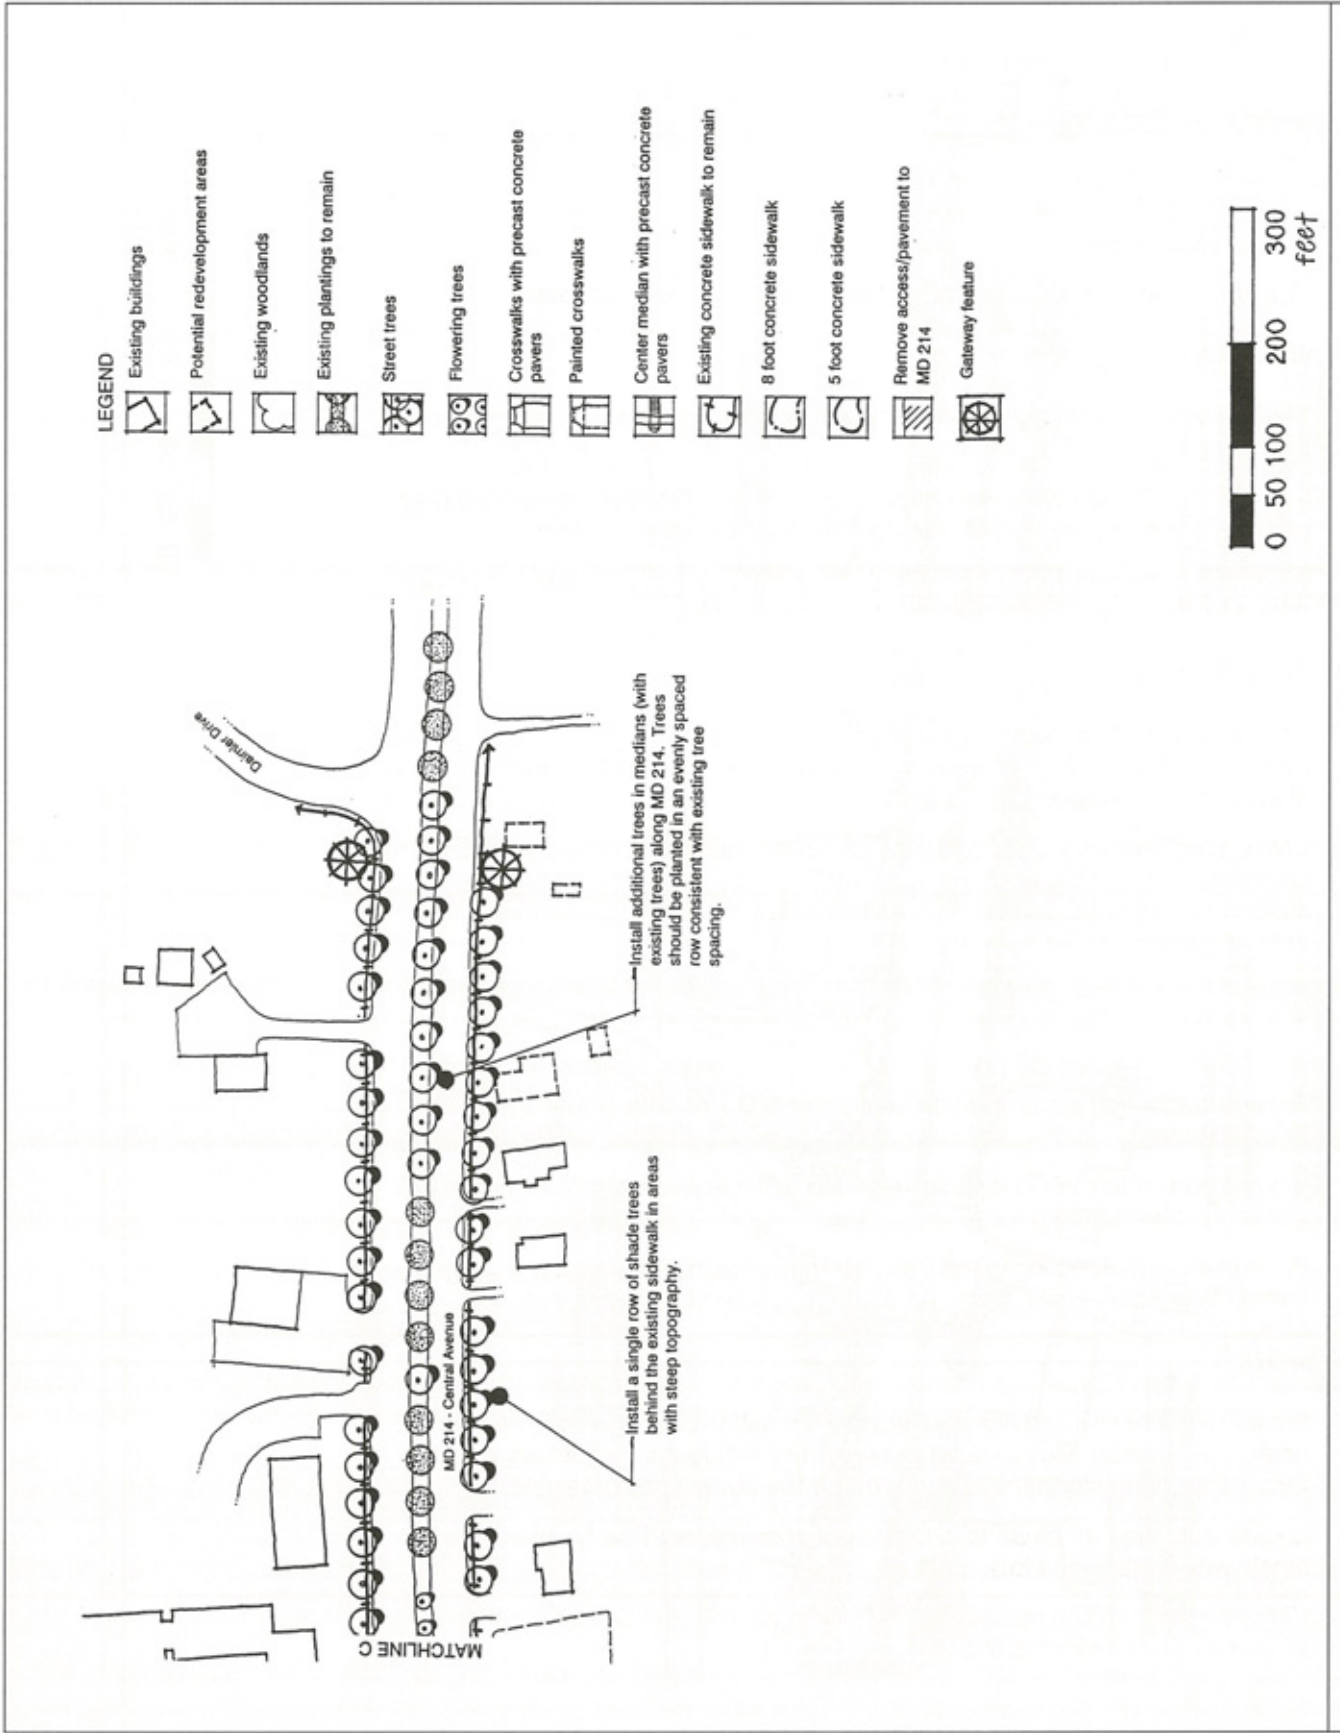 LEGEND
Existing buildings
Potential redevelopment areas
Existing woodlands
Existing plantings to remain
Street trees
Flowering trees
Crosswalks with precast concrete
pavers
Painted crosswalks
Center median with precast concrete
pavers
Existing concrete sidewalk to remain
8 foot concrete sidewalk
5 foot concrete sidewalk
Remove access/pavement to
MD 214
Gateway feature
Daimler Drive
MD 214 - Central Avenue
MATCHLINE C
Install a single row of shade trees
behind the existing sidewalk in areas
with steep topography.
Install additional trees in medians (with
existing trees) along MD 214. Trees
should be planted in an evenly spaced
row consistent with existing tree
spacing.
0 50 100 200 300
feet